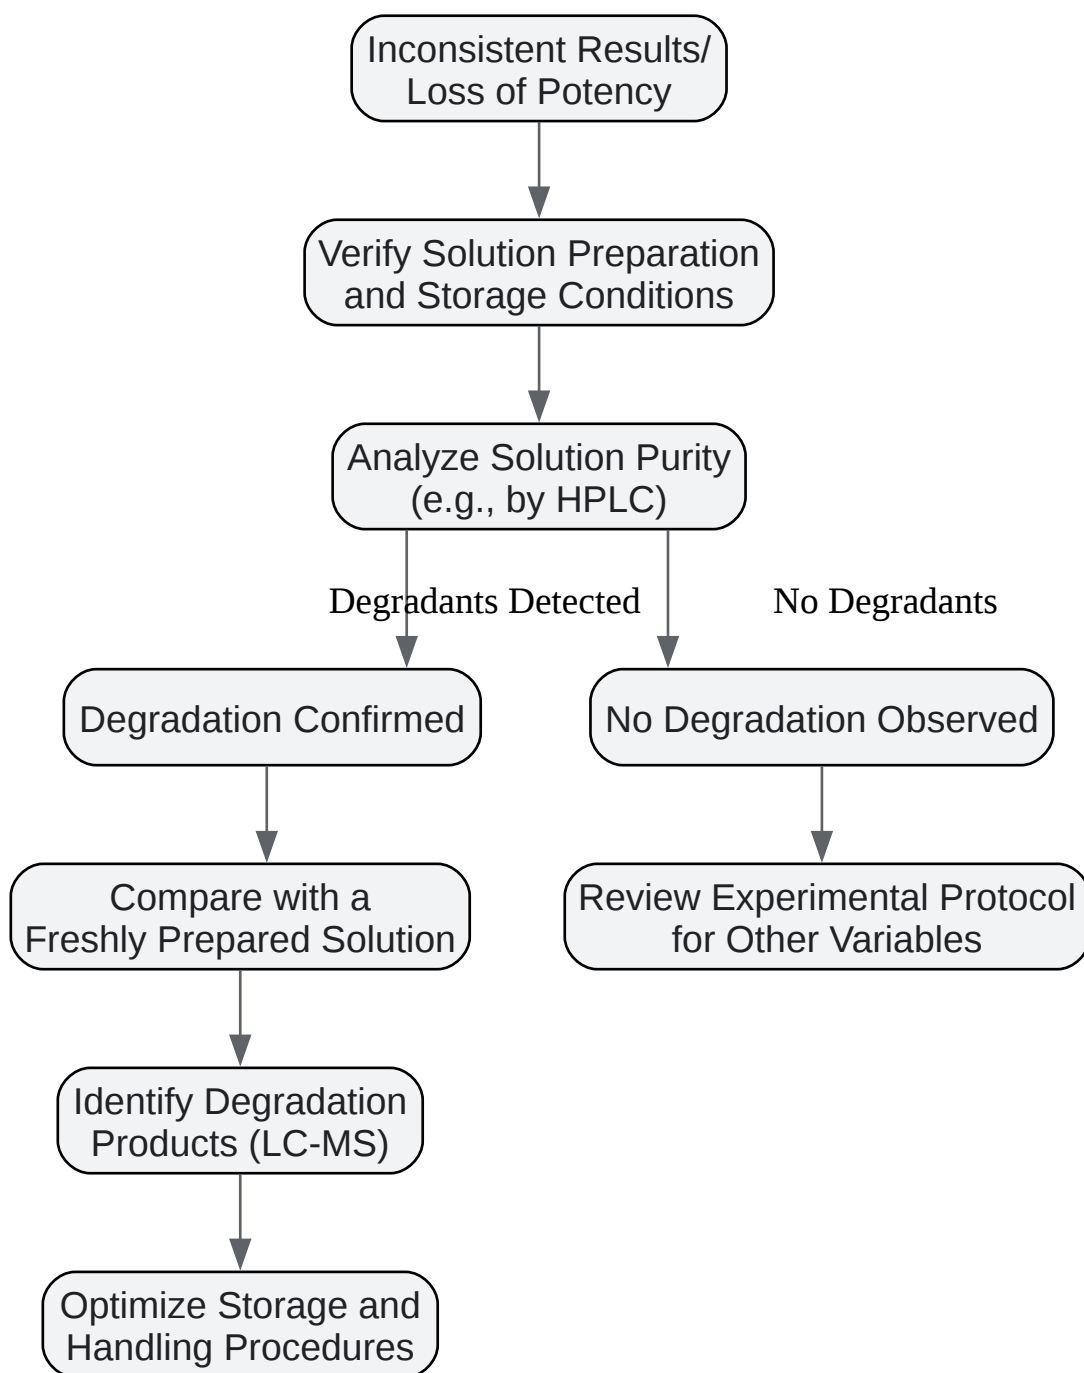 Inconsistent Results/
Loss of Potency
Verify Solution Preparation
and Storage Conditions
Analyze Solution Purity
(e.g., by HPLC)
Degradants Detected
No Degradants
Degradation Confirmed
No Degradation Observed
Compare with a
Freshly Prepared Solution
Review Experimental Protocol
for Other Variables
Identify Degradation
Products (LC-MS)
Optimize Storage and
Handling Procedures